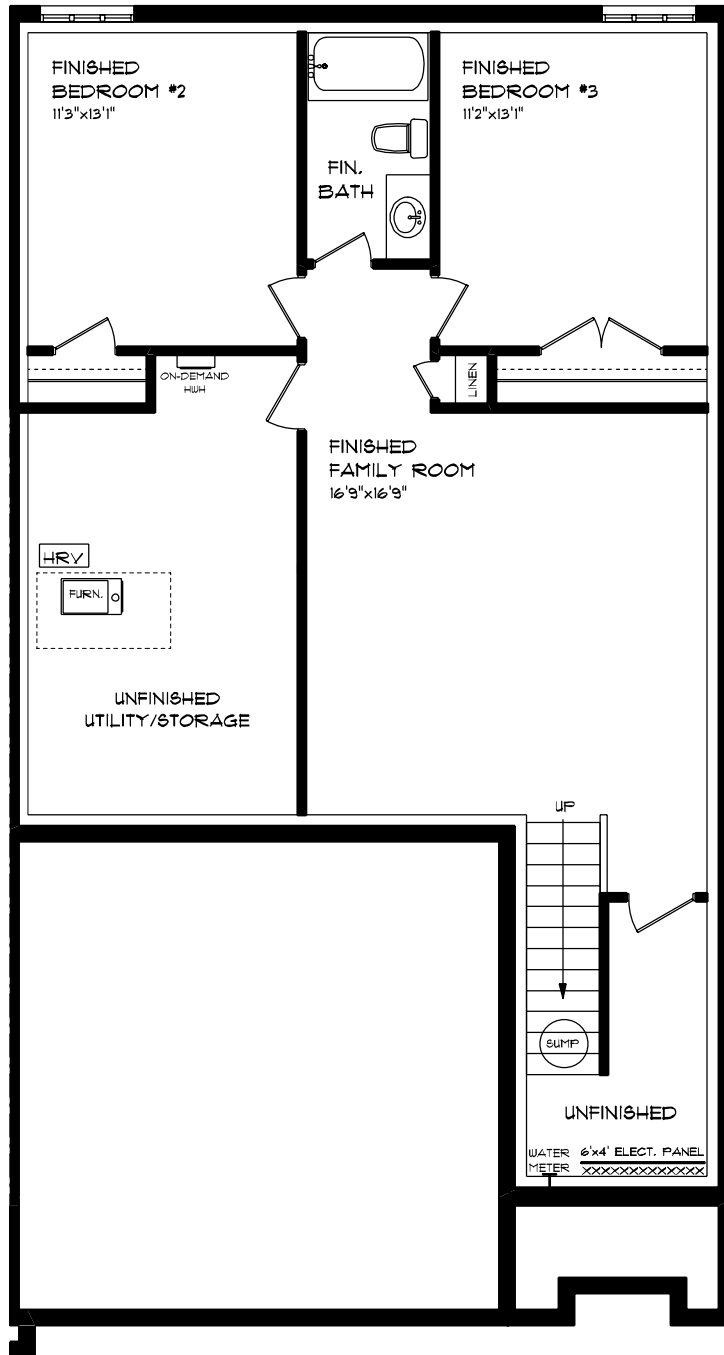 FINISHED
BEDROOM #2
11'3"x13'1"
FINISHED
BEDROOM #3
11'2"x13'1"
FIN.
BATH
ON-DEMAND
HWH
LINEN
FINISHED
FAMILY ROOM
16'9"x16'9"
HRV
FURN.
UNFINISHED
UTILITY/STORAGE
UP
SUMP
UNFINISHED
WATER
METER
6'x4' ELECT. PANEL